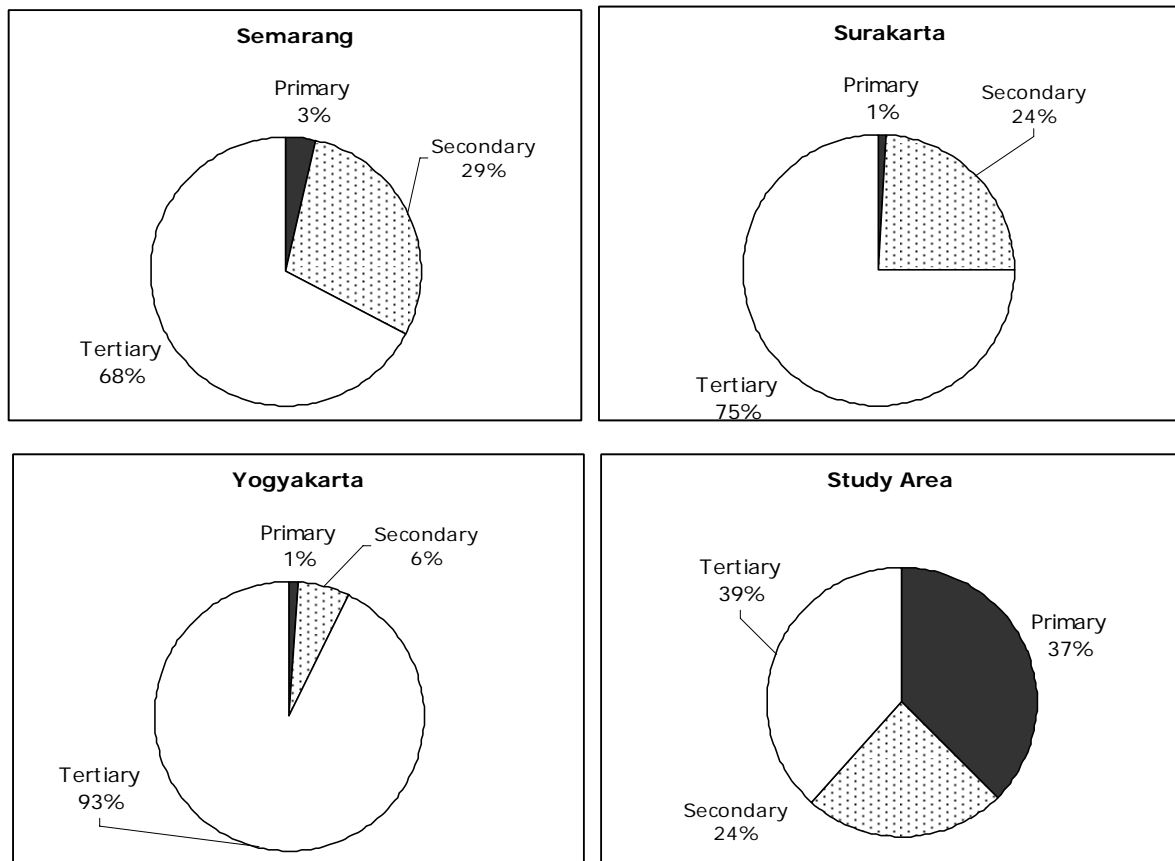 Semarang
Primary
3%
Secondary
29%
Tertiary
68%
Surakarta
Primary
1%
Secondary
24%
Tertiary
75%
Yogyakarta
Primary
1%
Secondary
6%
Tertiary
93%
Study Area
Tertiary
39%
Primary
37%
Secondary
24%